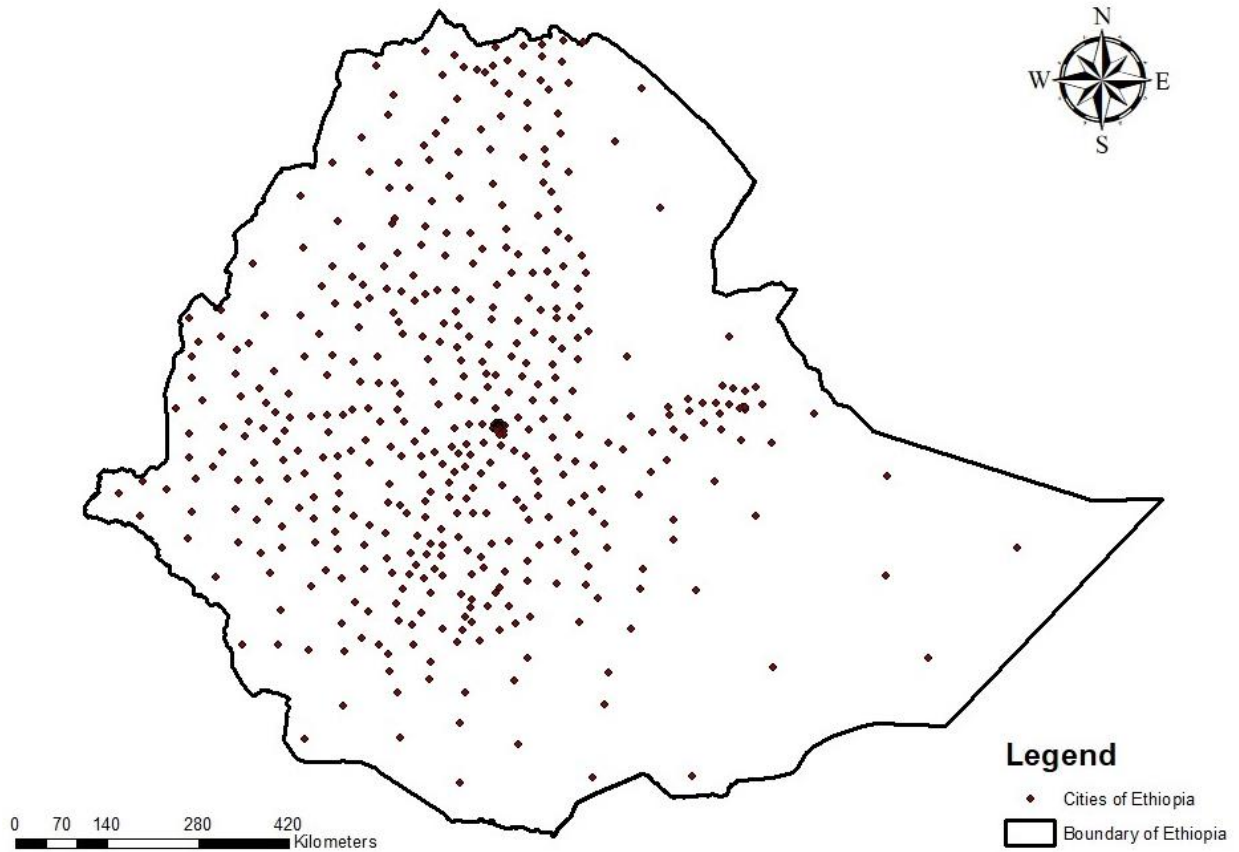 N
W E
S
Legend
Cities of Ethiopia
Boundary of Ethiopia
0 70 140 280 420
Kilometers